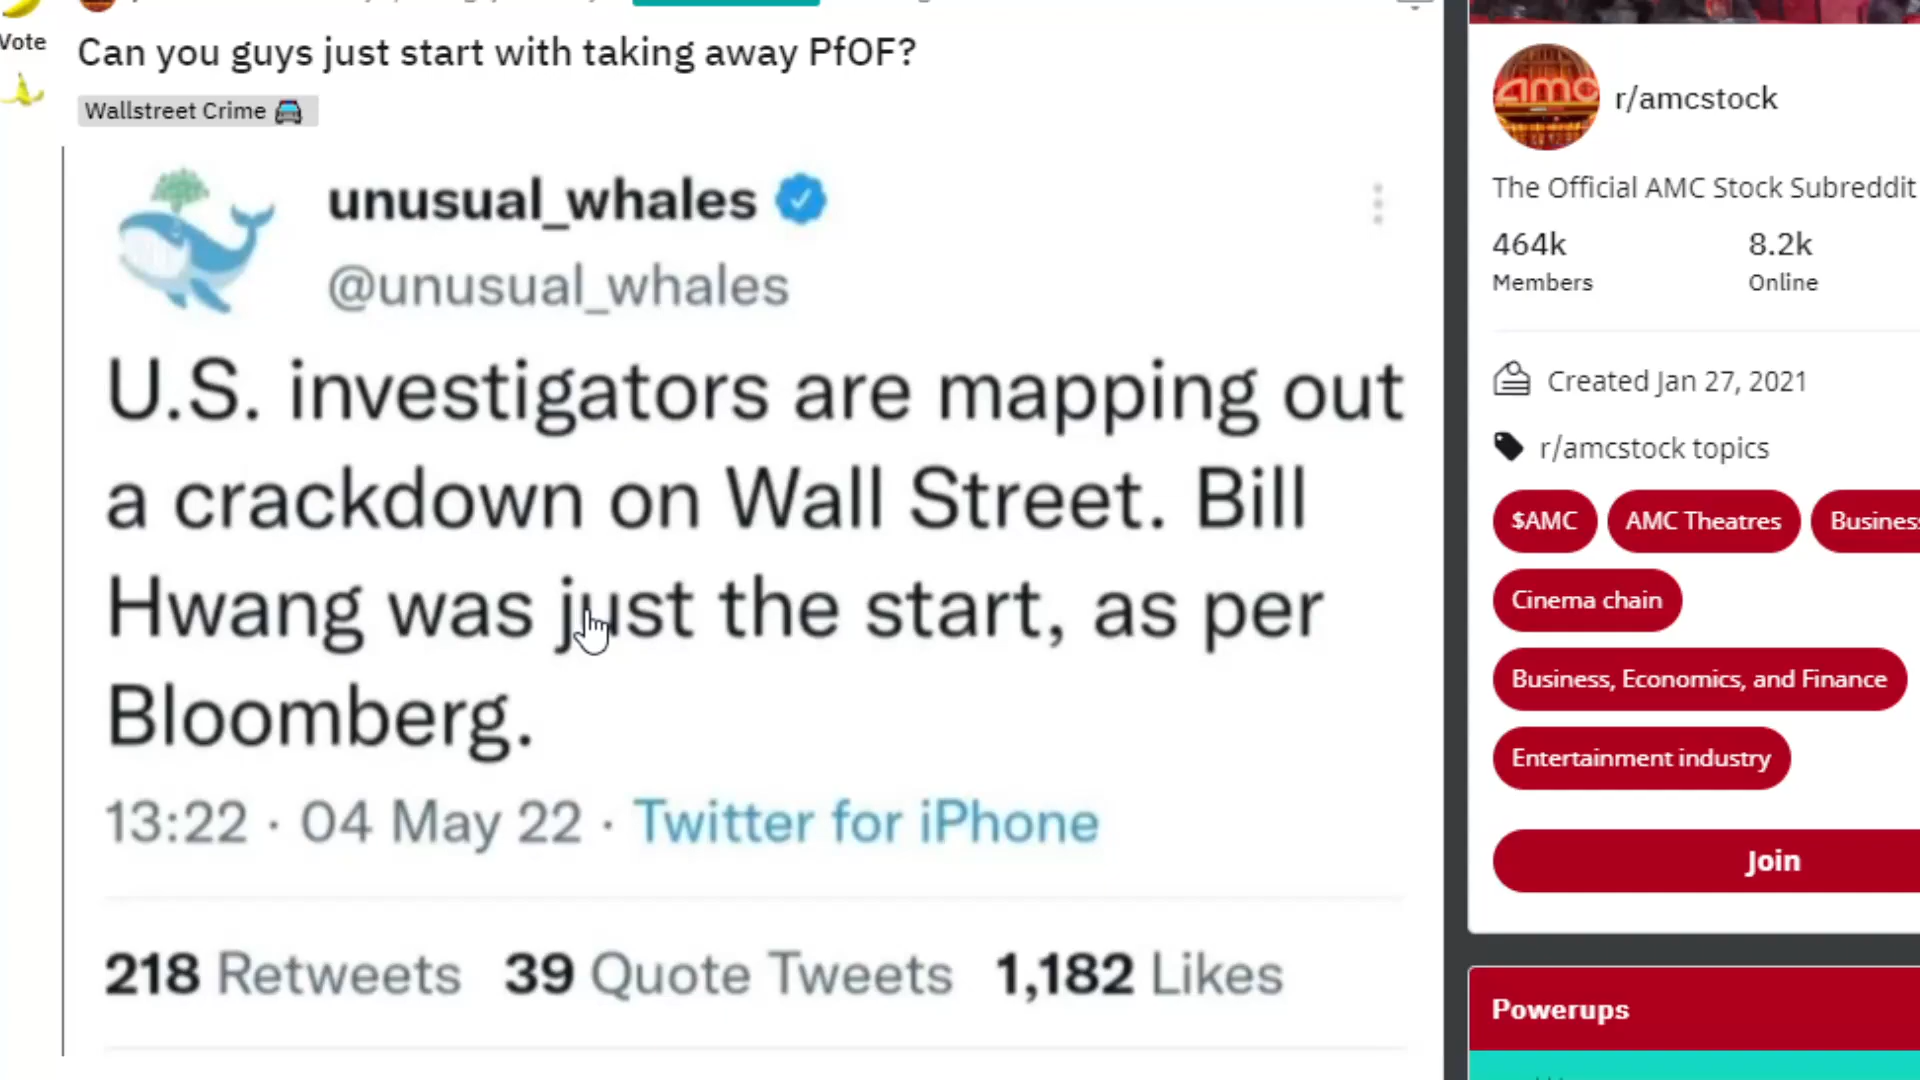 Vote
Can you guys just start with taking away PfOF?
Wallstreet Crime
unusual_whales
@unusual_whales
U.S. investigators are mapping out
a crackdown on Wall Street. Bill
Hwang was just the start, as per
Bloomberg.
13:22 · 04 May 22 · Twitter for iPhone
218 Retweets 39 Quote Tweets 1,182 Likes
amc
r/amcstock
The Official AMC Stock Subreddit
464k 8.2k
Members Online
Created Jan 27, 2021
r/amcstock topics
$AMC AMC Theatres Business
Cinema chain
Business, Economics, and Finance
Entertainment industry
Join
Powerups